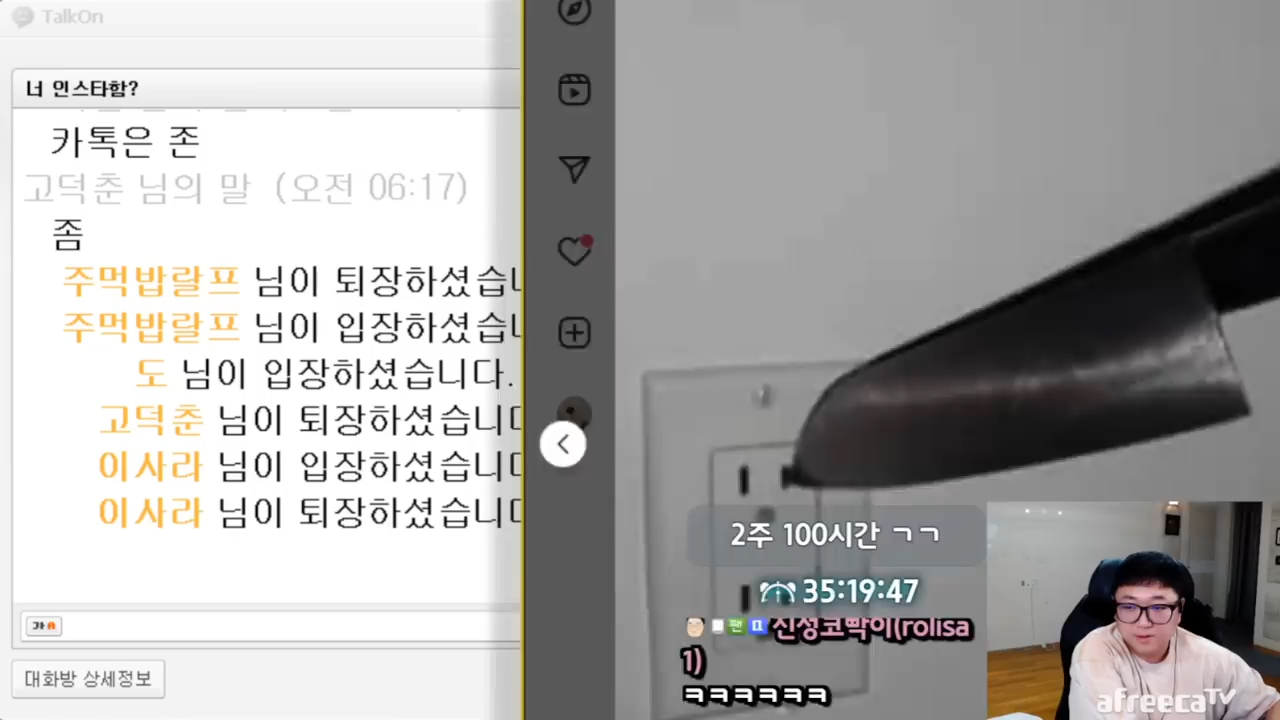 TalkOn
너 인스타함?
카톡은 존
고덕춘 님의 말 (오전 06:17)
좀
주먹밥랄프 님이 퇴장하셨습니
주먹밥랄프 님이 입장하셨습니
도 님이 입장하셨습니다.
고덕춘 님이 퇴장하셨습니다
이사라 님이 입장하셨습니다
이사라 님이 퇴장하셨습니다
가
대화방 상세정보
2주 100시간 ㄱㄱ
35:19:47
팬 신성코딱이(rolisa
1)
ㅋㅋㅋㅋㅋㅋ
afreecaTV